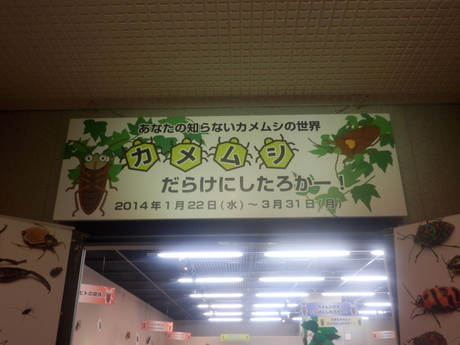 あなたの知らないカメムシの世界
カメムシ
だらけにしたろかー！
2014年1月22日(水)～3月31日(月)